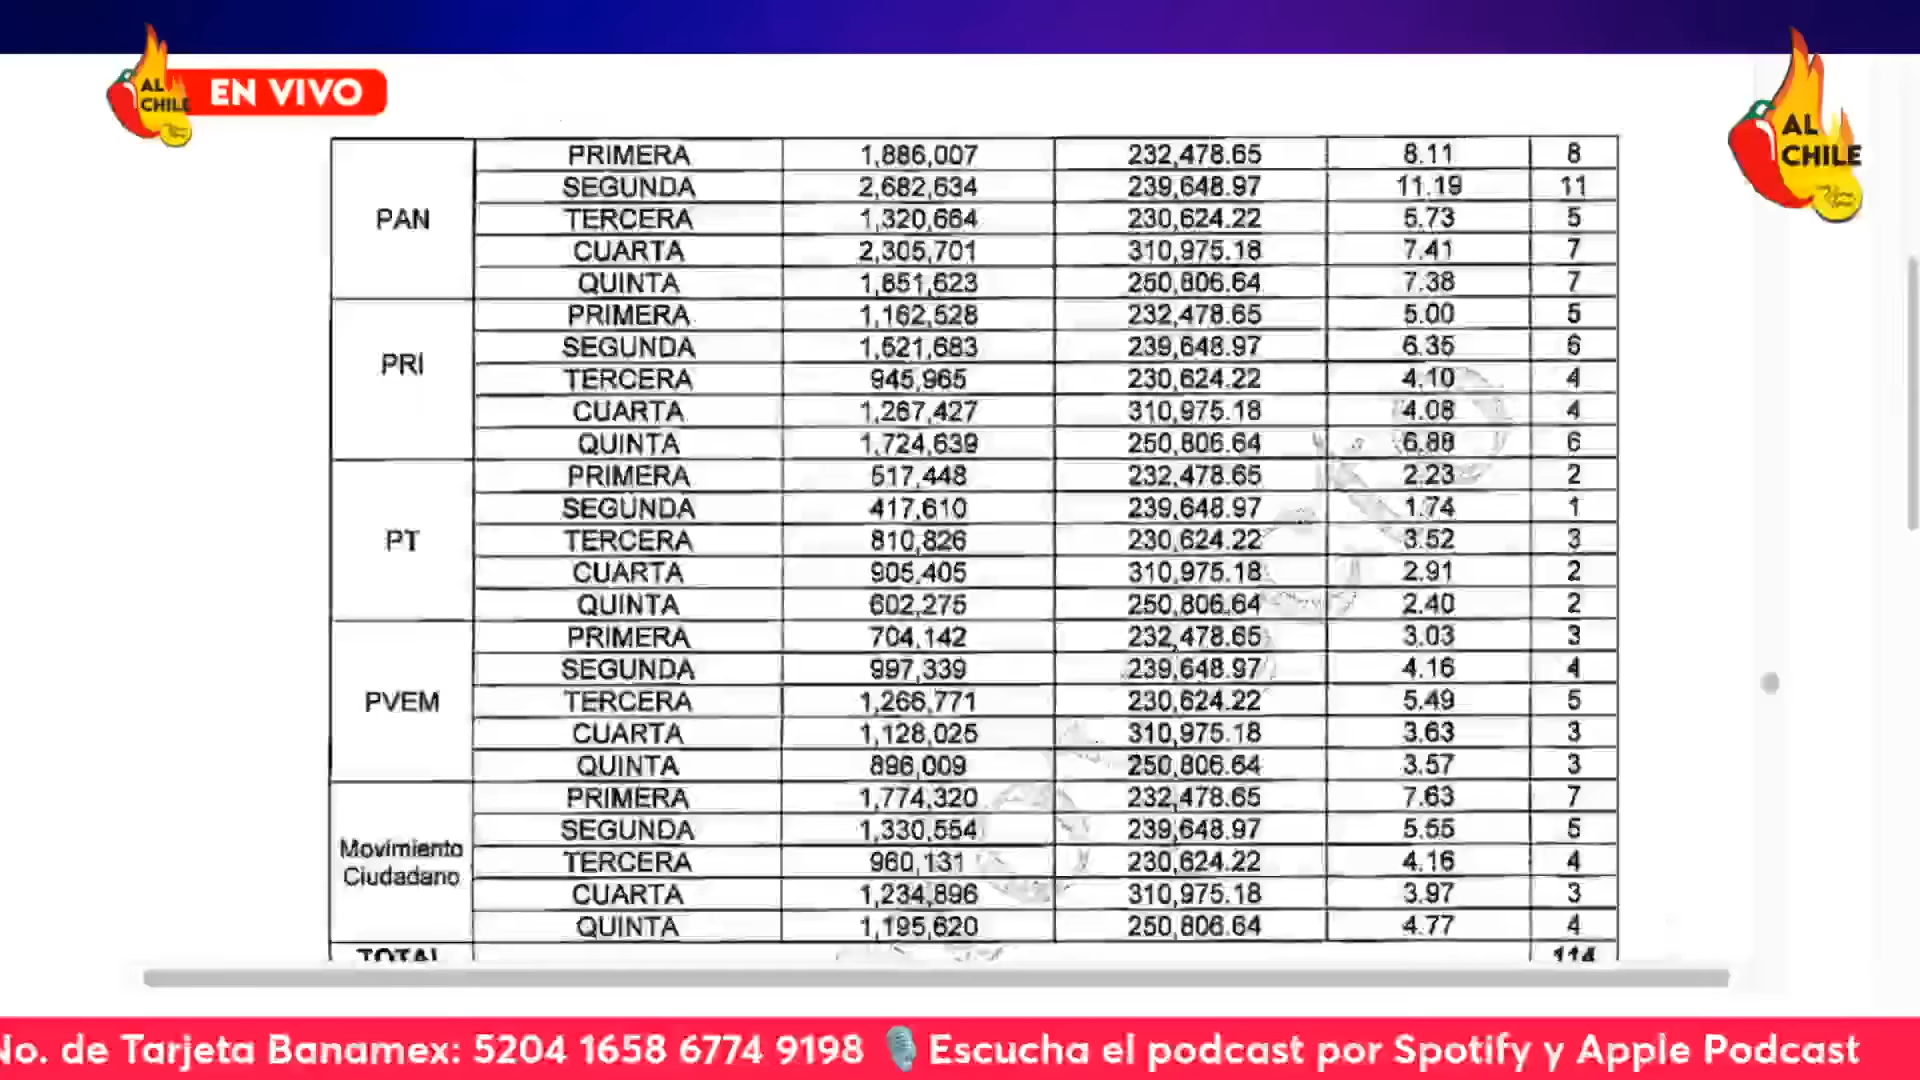 AL
CHILE
EN VIVO
AL
CHILE
PAN
PRIMERA 1,886,007 232,478.65 8.11 8
SEGUNDA 2,682,634 239,648.97 11.19 11
TERCERA 1,320,664 230,624.22 5.73 5
CUARTA 2,305,701 310,975.18 7.41 7
QUINTA 1,851,623 250,806.64 7.38 7
PRI
PRIMERA 1,162,528 232,478.65 5.00 5
SEGUNDA 1,521,683 239,648.97 6.35 6
TERCERA 945,965 230,624.22 4.10 4
CUARTA 1,267,427 310,975.18 4.08 4
QUINTA 1,724,639 250,806.64 6.88 6
PT
PRIMERA 517,448 232,478.65 2.23 2
SEGUNDA 417,610 239,648.97 1.74 1
TERCERA 810,826 230,624.22 3.52 3
CUARTA 905,405 310,975.18 2.91 2
QUINTA 602,275 250,806.64 2.40 2
PVEM
PRIMERA 704,142 232,478.65 3.03 3
SEGUNDA 997,339 239,648.97 4.16 4
TERCERA 1,266,771 230,624.22 5.49 5
CUARTA 1,128,025 310,975.18 3.63 3
QUINTA 896,009 250,806.64 3.57 3
Movimiento
Ciudadano
PRIMERA 1,774,320 232,478.65 7.63 7
SEGUNDA 1,330,554 239,648.97 5.55 5
TERCERA 960,131 230,624.22 4.16 4
CUARTA 1,234,896 310,975.18 3.97 3
QUINTA 1,195,620 250,806.64 4.77 4
TOTAL 114
No. de Tarjeta Banamex: 5204 1658 6774 9198 Escucha el podcast por Spotify y Apple Podcast